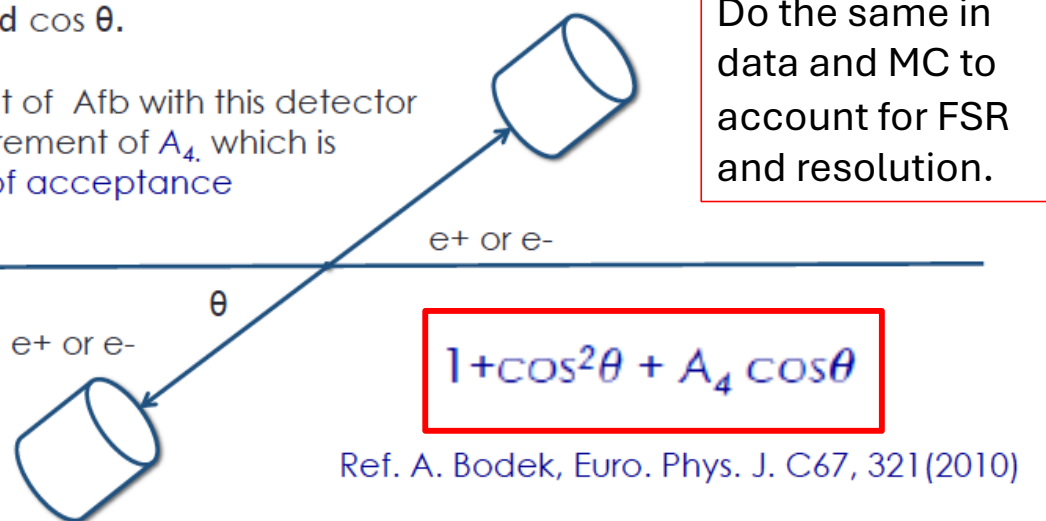 d cos θ.
t of Afb with this detector
rement of A₄, which is
of acceptance
Do the same in
data and MC to
account for FSR
and resolution.
e+ or e-
θ
e+ or e-
1+cos²θ + A₄ cosθ
Ref. A. Bodek, Euro. Phys. J. C67, 321(2010)